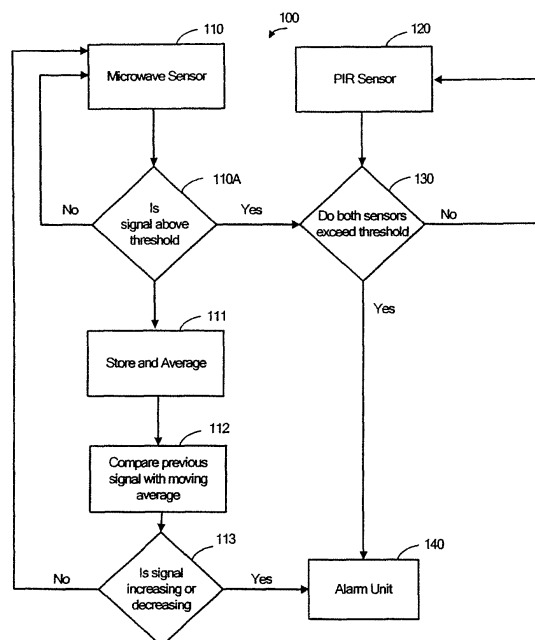 100
110
120
Microwave Sensor
PIR Sensor
110A
130
No
Is
signal above
threshold
Yes
Do both sensors
exceed threshold
No
111
Yes
Store and Average
112
Compare previous
signal with moving
average
113
140
No
Is signal
increasing or
decreasing
Yes
Alarm Unit